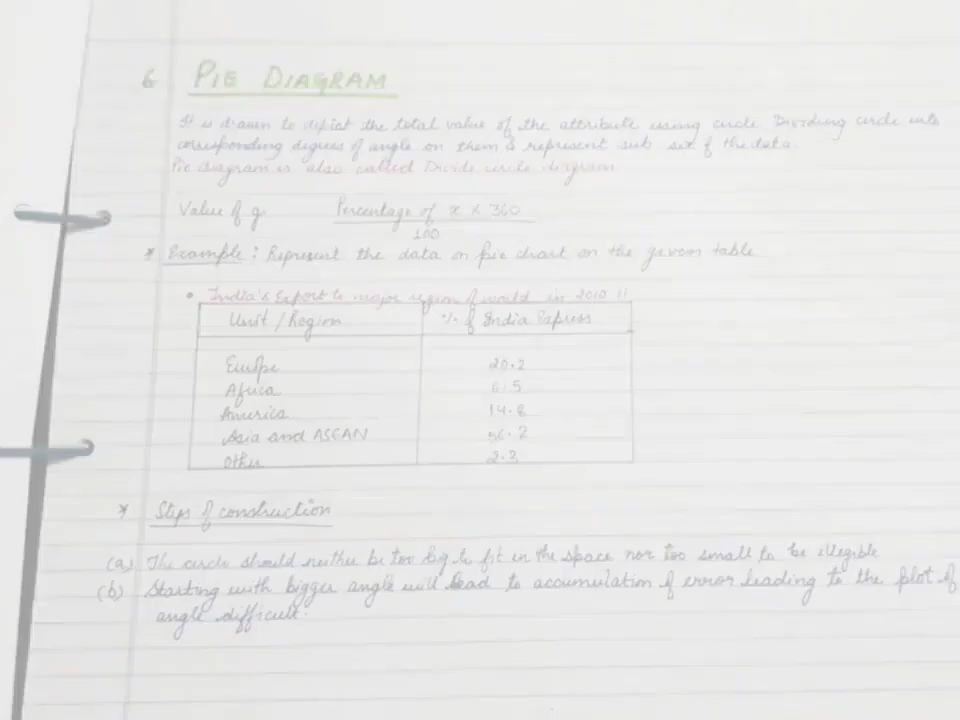 6 PIE DIAGRAM
It is drawn to depict the total value of the attribute using circle Dividing circle into
corresponding degrees of angle on them & represent sub of the data.
Pie diagram is also called Divide circle diagram
Value of Percentage of x X 360
100
* Example : Represent the data on pie chart on the given table
• India's Export to major region of world in 2010 11
Unit / Region % of India
Europe 20.2
Africa 6.5
America 14.8
Asia and ASEAN 56.2
Other 2.3
* Steps of construction
(a) The circle should neither be too big to fit in the space nor too small to be illegible
(b) Starting with bigger angle will lead to accumulation of error leading to the plot of
angle difficult.